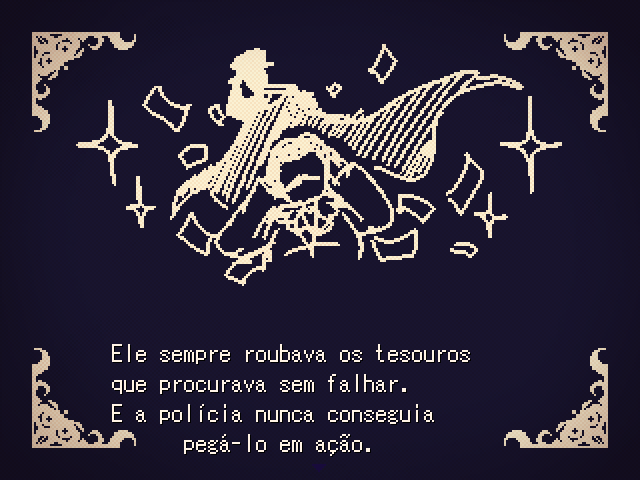 Ele sempre roubava os tesouros
que procurava sem falhar.
E a polícia nunca conseguia
pegá-lo em ação.